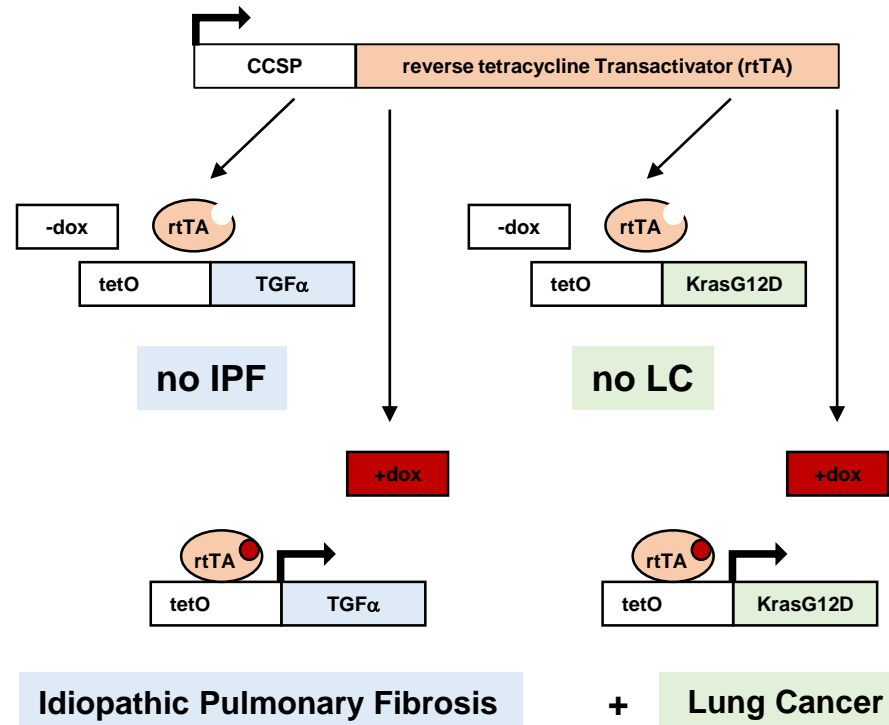 CCSP reverse tetracycline Transactivator (rtTA)
-dox rtTA -dox rtTA
tetO TGFα tetO KrasG12D
no IPF no LC
+dox +dox
rtTA rtTA
tetO TGFα tetO KrasG12D
Idiopathic Pulmonary Fibrosis + Lung Cancer